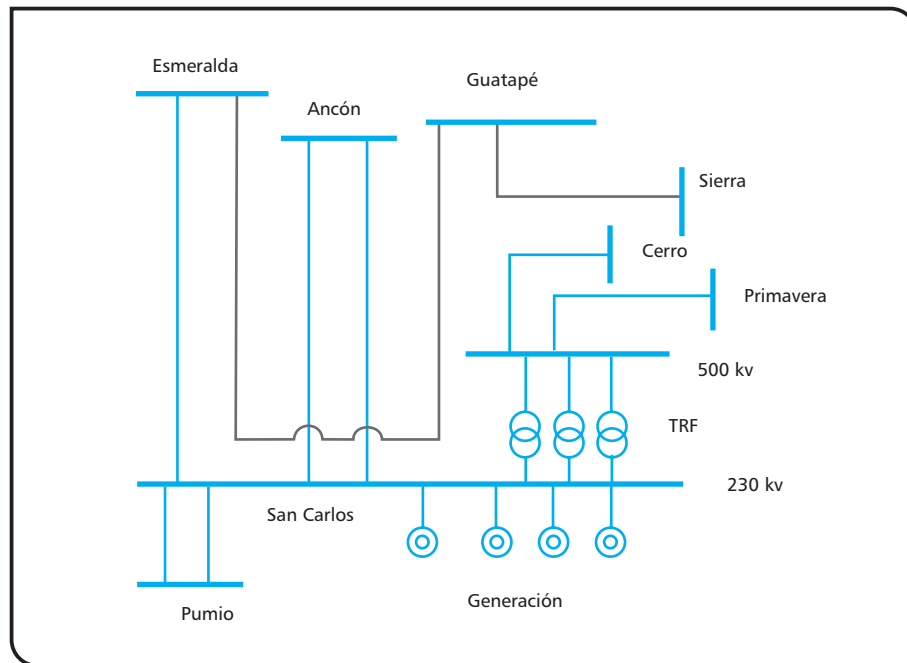 Esmeralda
Guatapé
Ancón
Sierra
Cerro
Primavera
500 kv
TRF
230 kv
San Carlos
Generación
Pumio